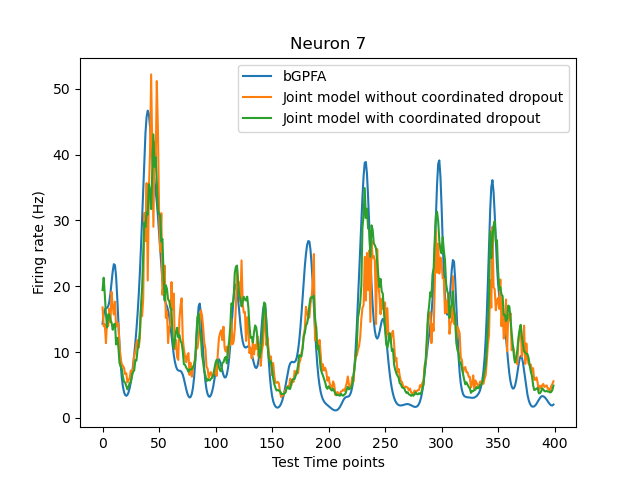 Neuron 7
bGPFA
Joint model without coordinated dropout
Joint model with coordinated dropout
Firing rate (Hz)
50
40
30
20
10
0
0 50 100 150 200 250 300 350 400
Test Time points